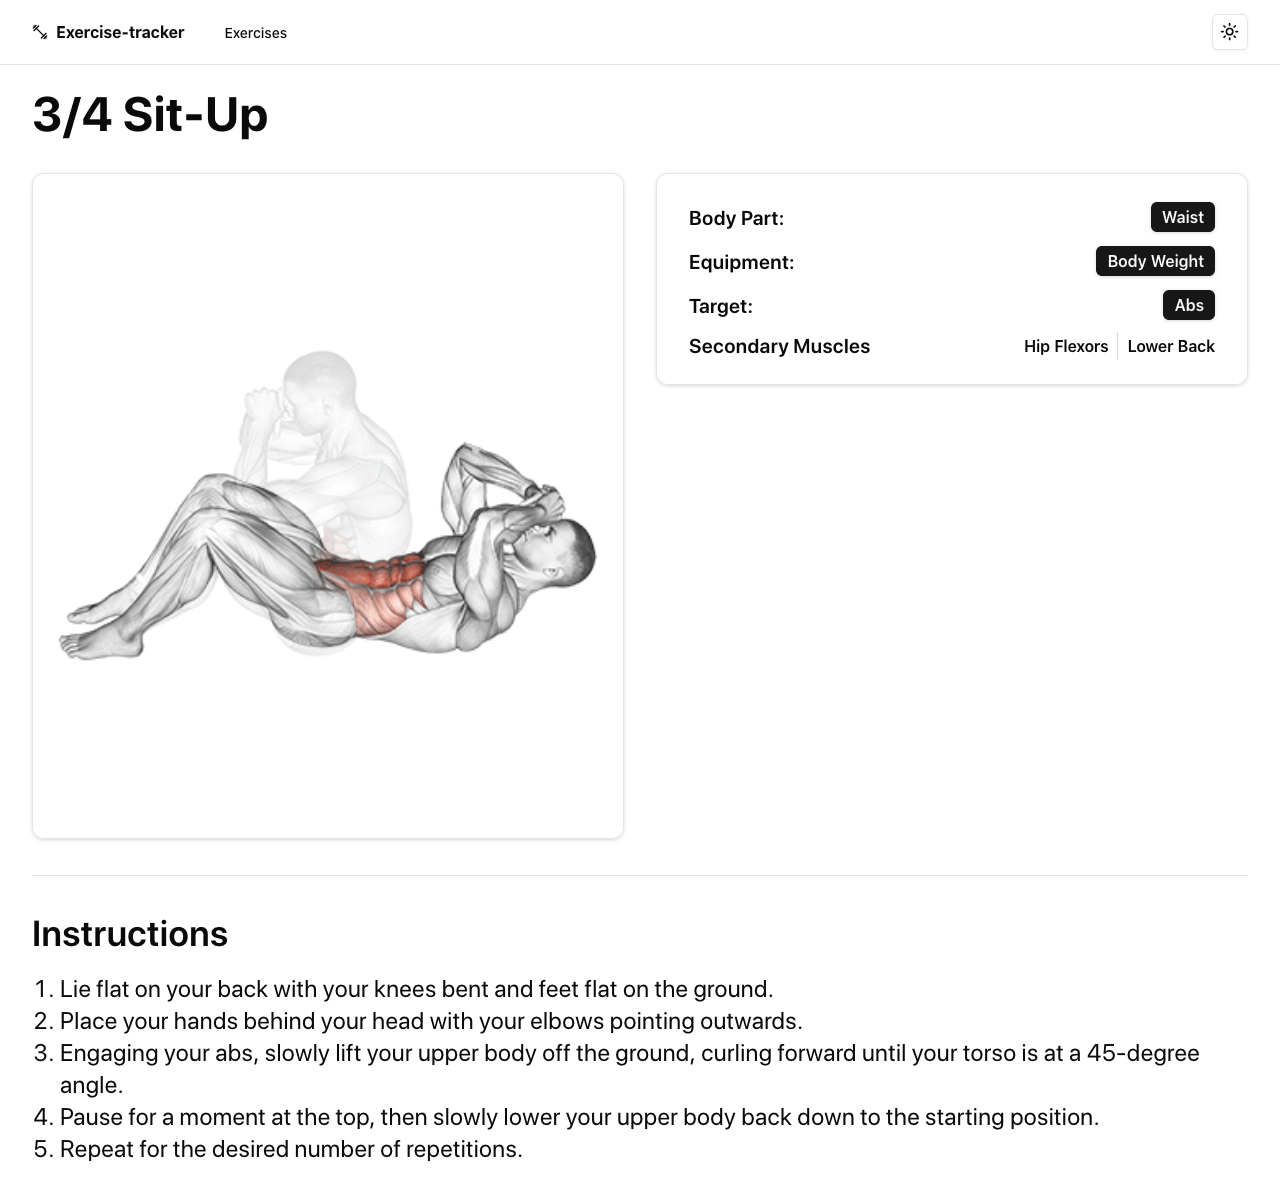 Exercise-tracker
Exercises
3/4 Sit-Up
Body Part:
Waist
Equipment:
Body Weight
Target:
Abs
Secondary Muscles
Hip Flexors
Lower Back
Instructions
1. Lie flat on your back with your knees bent and feet flat on the ground.
2. Place your hands behind your head with your elbows pointing outwards.
3. Engaging your abs, slowly lift your upper body off the ground, curling forward until your torso is at a 45-degree
angle.
4. Pause for a moment at the top, then slowly lower your upper body back down to the starting position.
5. Repeat for the desired number of repetitions.